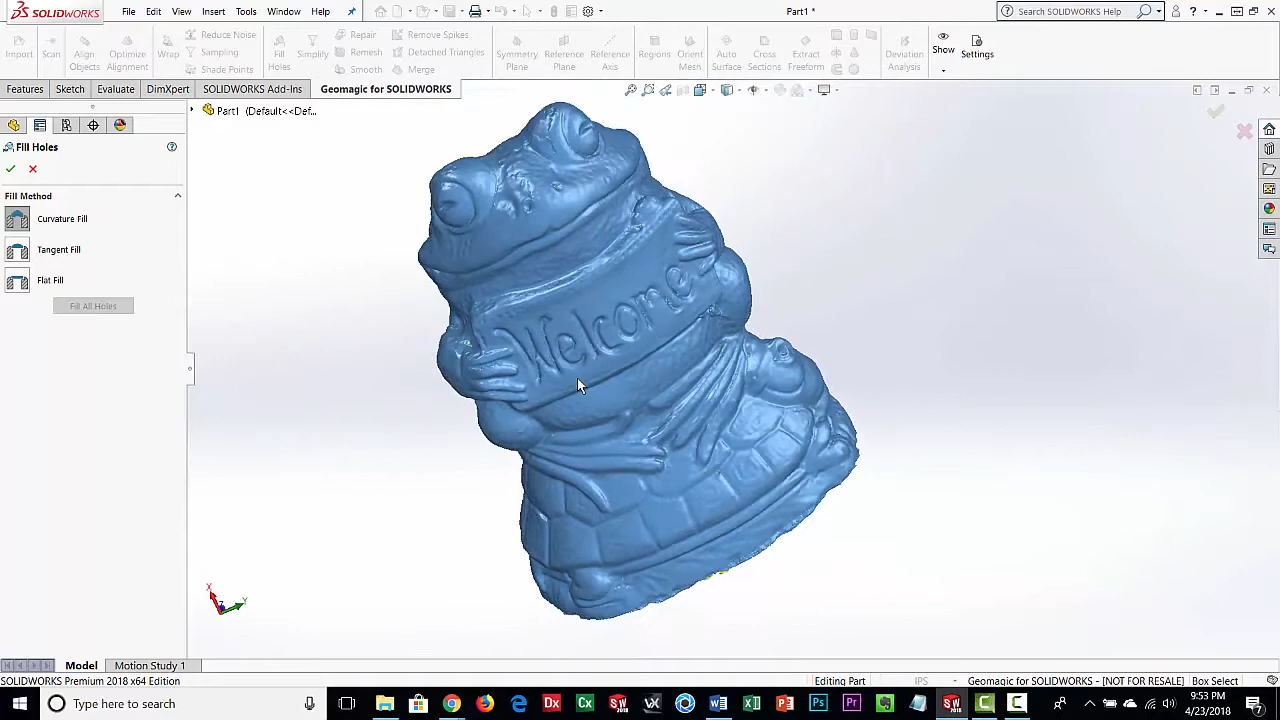 SOLIDWORKS File Edit View Insert Tools Window Help Part1 * Search SOLIDWORKS Help
Import Scan Align Objects Optimize Alignment Wrap Reduce Noise Sampling Shade Points Fill Holes Simplify Repair Remesh Smooth Remove Spikes Detached Triangles Merge Symmetry Plane Reference Plane Reference Axis Regions Orient Mesh Auto Surface Cross Sections Extract Freeform Deviation Analysis Show Settings
Features Sketch Evaluate DimXpert SOLIDWORKS Add-Ins Geomagic for SOLIDWORKS
Part1 (Default<<Def...
Fill Holes
Fill Method
Curvature Fill
Tangent Fill
Flat Fill
Fill All Holes
Welcome
X Y Z
Model Motion Study 1
SOLIDWORKS Premium 2018 x64 Edition Editing Part IPS - Geomagic for SOLIDWORKS - [NOT FOR RESALE] Box Select
Type here to search
9:53 PM
4/23/2018